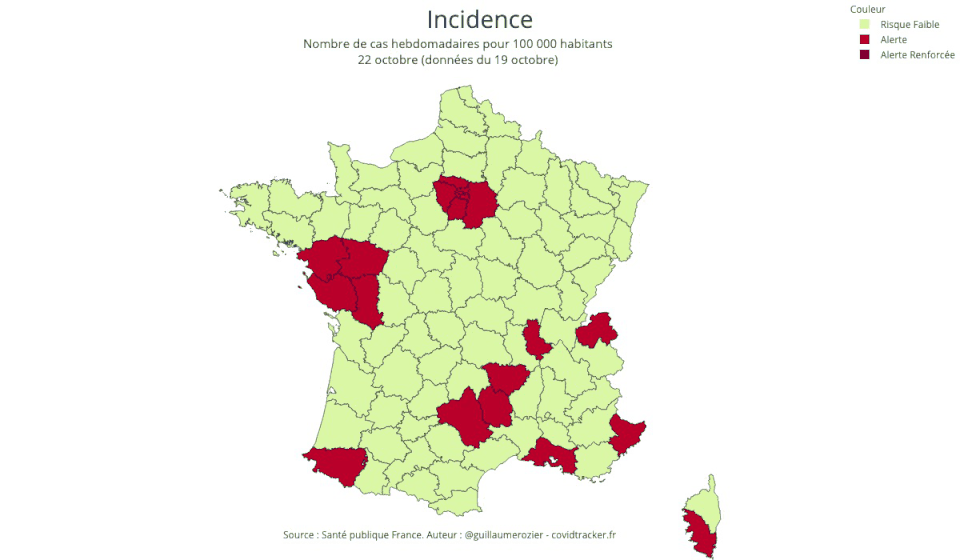 Incidence
Nombre de cas hebdomadaires pour 100 000 habitants
22 octobre (données du 19 octobre)
Couleur
Risque Faible
Alerte
Alerte Renforcée
Source : Santé publique France. Auteur : @guillaumerozier - covidtracker.fr